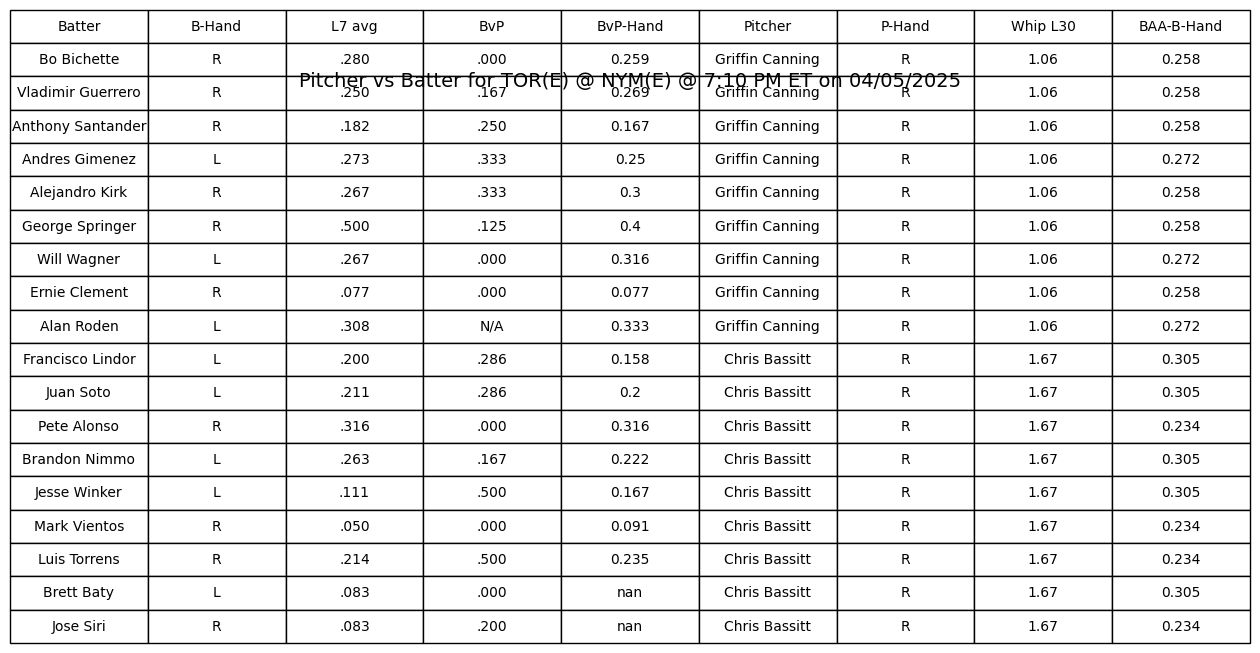 Batter B-Hand L7 avg BvP BvP-Hand Pitcher P-Hand Whip L30 BAA-B-Hand
Bo Bichette R .280 .000 0.259 Griffin Canning R 1.06 0.258
Pitcher vs Batter for TOR(E) @ NYM(E) @ 7:10 PM ET on 04/05/2025
Vladimir Guerrero R .250 .167 0.269 Griffin Canning R 1.06 0.258
Anthony Santander R .182 .250 0.167 Griffin Canning R 1.06 0.258
Andres Gimenez L .273 .333 0.25 Griffin Canning R 1.06 0.272
Alejandro Kirk R .267 .333 0.3 Griffin Canning R 1.06 0.258
George Springer R .500 .125 0.4 Griffin Canning R 1.06 0.258
Will Wagner L .267 .000 0.316 Griffin Canning R 1.06 0.272
Ernie Clement R .077 .000 0.077 Griffin Canning R 1.06 0.258
Alan Roden L .308 N/A 0.333 Griffin Canning R 1.06 0.272
Francisco Lindor L .200 .286 0.158 Chris Bassitt R 1.67 0.305
Juan Soto L .211 .286 0.2 Chris Bassitt R 1.67 0.305
Pete Alonso R .316 .000 0.316 Chris Bassitt R 1.67 0.234
Brandon Nimmo L .263 .167 0.222 Chris Bassitt R 1.67 0.305
Jesse Winker L .111 .500 0.167 Chris Bassitt R 1.67 0.305
Mark Vientos R .050 .000 0.091 Chris Bassitt R 1.67 0.234
Luis Torrens R .214 .500 0.235 Chris Bassitt R 1.67 0.234
Brett Baty L .083 .000 nan Chris Bassitt R 1.67 0.305
Jose Siri R .083 .200 nan Chris Bassitt R 1.67 0.234